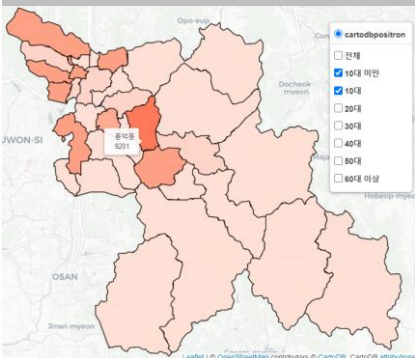 Opo-eup
cartodbpositron
전체
10대 미만
10대
20대
30대
40대
50대
60대 이상
Docheok-
myeon
UWON-SI
동백동
9201
Hobeop-myeo
OSAN
Jinwi-myeon
Leaflet | © OpenStreetMap contributors © CartoDB, CartoDB attributions